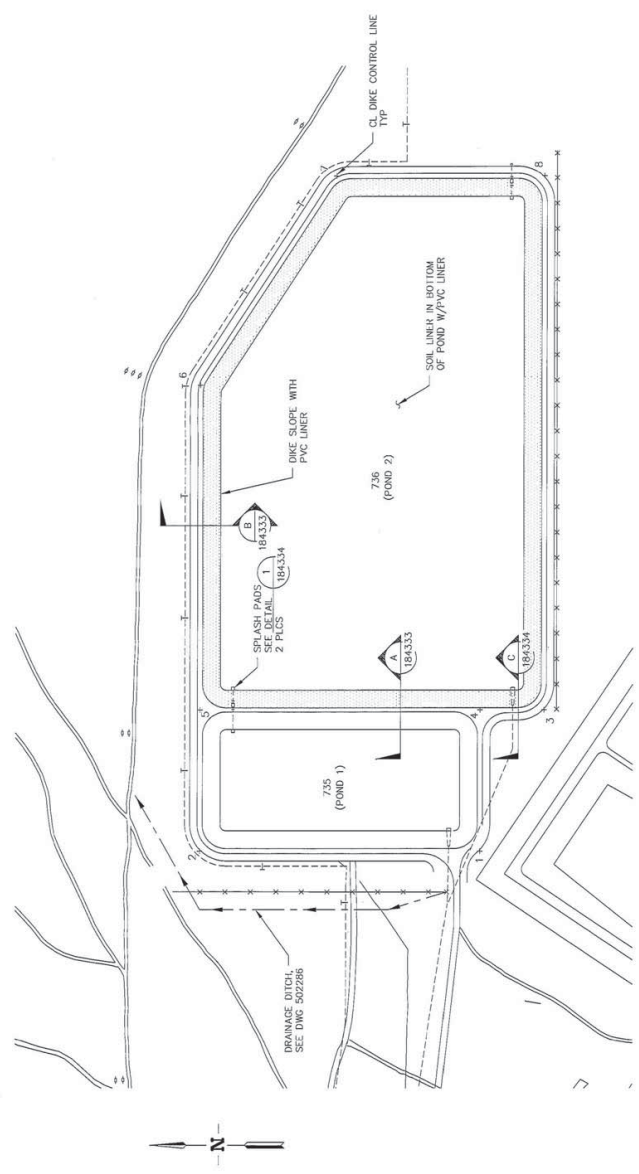 CL DIKE CONTROL LINE
TYP
7
8
6
SOIL LINER IN BOTTOM
OF POND W/PVC LINER
DIKE SLOPE WITH
PVC LINER
736
(POND 2)
B
184333
1
184334
SPLASH PADS
SEE DETAIL
2 PLCS
A
184333
C
184334
5
4
3
735
(POND 1)
2
1
DRAINAGE DITCH,
SEE DWG 502286
N